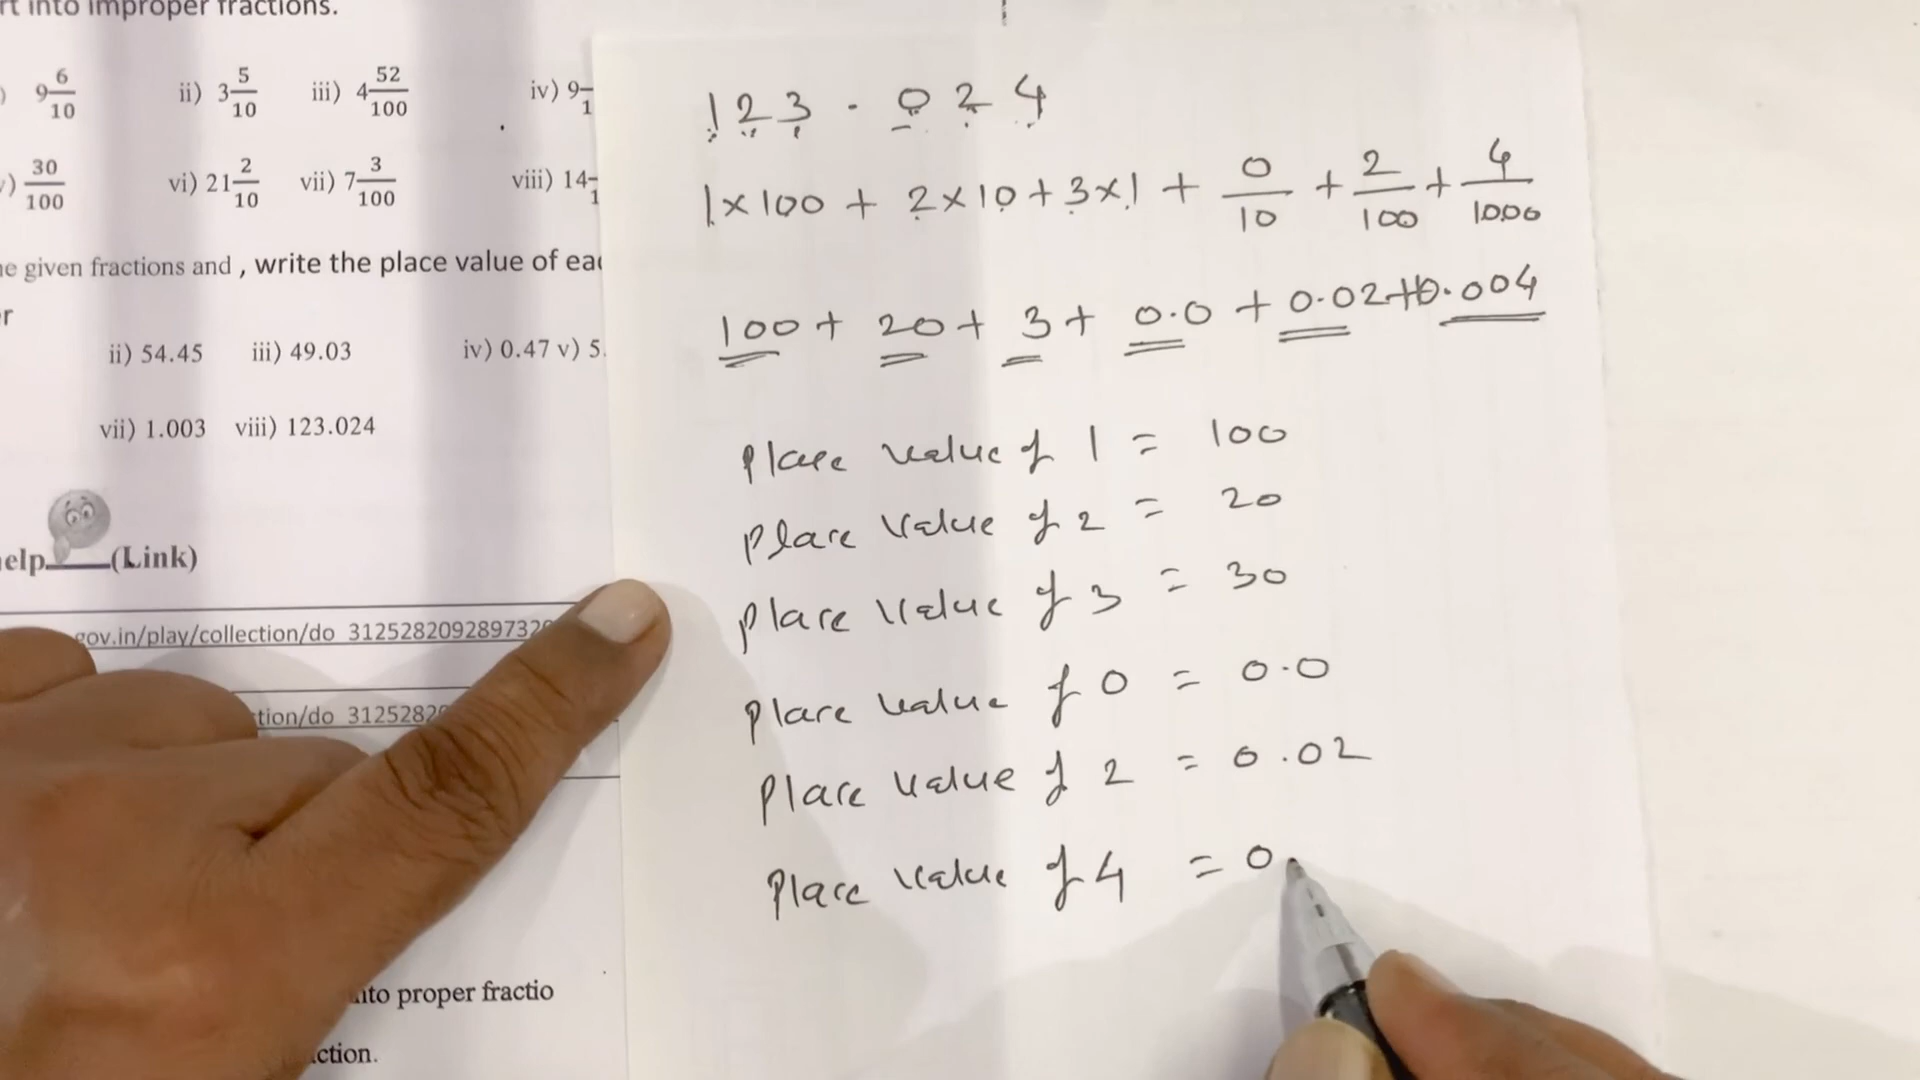 rt into improper fractions.
) 9 6/10 ii) 3 5/10 iii) 4 52/100 iv) 9
) 30/100 vi) 21 2/10 vii) 7 3/100 viii) 14
e given fractions and , write the place value of ea
r
ii) 54.45 iii) 49.03 iv) 0.47 v) 5.
vii) 1.003 viii) 123.024
elp (Link)
gov.in/play/collection/do_312528209289732
tion/do_3125282
to proper fractio
ction.
123.024
1×100 + 2×10 + 3×1 + 0/10 + 2/100 + 4/1000
100 + 20 + 3 + 0.0 + 0.02 + 0.004
Place value of 1 = 100
Place value of 2 = 20
Place value of 3 = 30
Place value of 0 = 0.0
Place value of 2 = 0.02
Place value of 4 = 0.